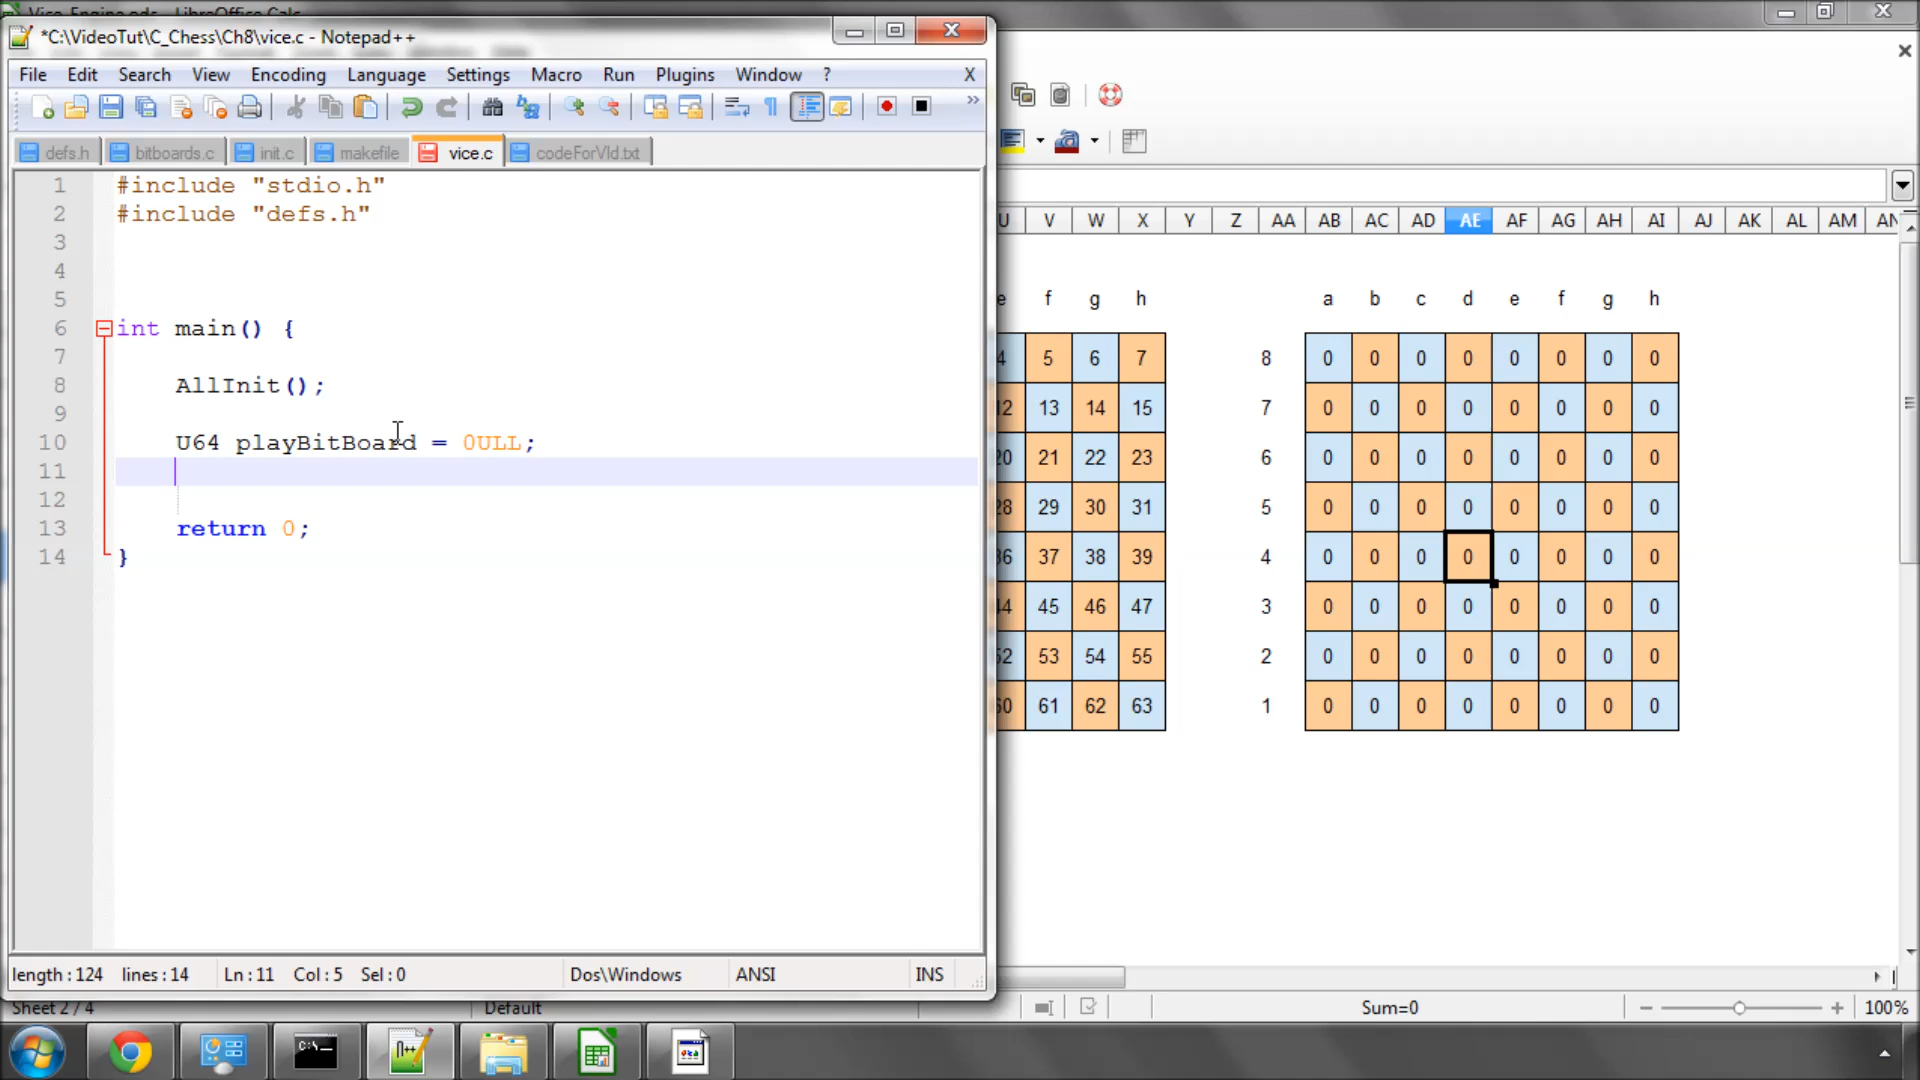 *C:\VideoTut\C_Chess\Ch8\vice.c - Notepad++
File Edit Search View Encoding Language Settings Macro Run Plugins Window ? X
defs.h bitboards.c init.c makefile vice.c codeForVid.txt
1 #include "stdio.h"
2 #include "defs.h"
3
4
5
6 int main() {
7
8 AllInit();
9
10 U64 playBitBoard = 0ULL;
11
12
13 return 0;
14 }
length : 124 lines : 14 Ln : 11 Col : 5 Sel : 0 Dos\Windows ANSI INS
U V W X Y Z AA AB AC AD AE AF AG AH AI AJ AK AL AM AN
e f g h a b c d e f g h
4 5 6 7 8 0 0 0 0 0 0 0 0
12 13 14 15 7 0 0 0 0 0 0 0 0
20 21 22 23 6 0 0 0 0 0 0 0 0
28 29 30 31 5 0 0 0 0 0 0 0 0
36 37 38 39 4 0 0 0 0 0 0 0 0
44 45 46 47 3 0 0 0 0 0 0 0 0
52 53 54 55 2 0 0 0 0 0 0 0 0
60 61 62 63 1 0 0 0 0 0 0 0 0
Sheet 2 / 4 Default Sum=0 100%